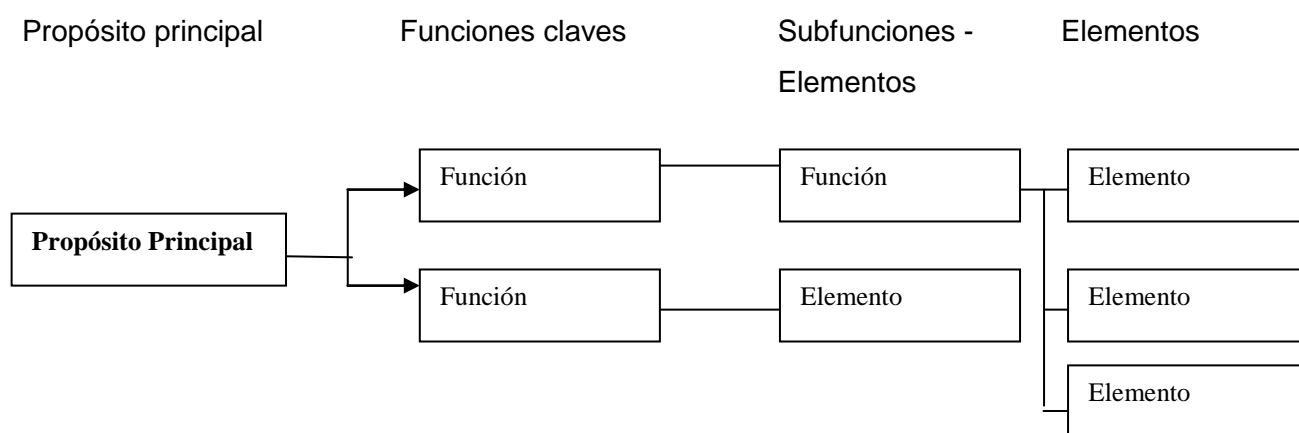 Propósito principal
Funciones claves
Subfunciones -
Elementos
Elementos
Función
Función
Elemento
Propósito Principal
Función
Elemento
Elemento
Elemento